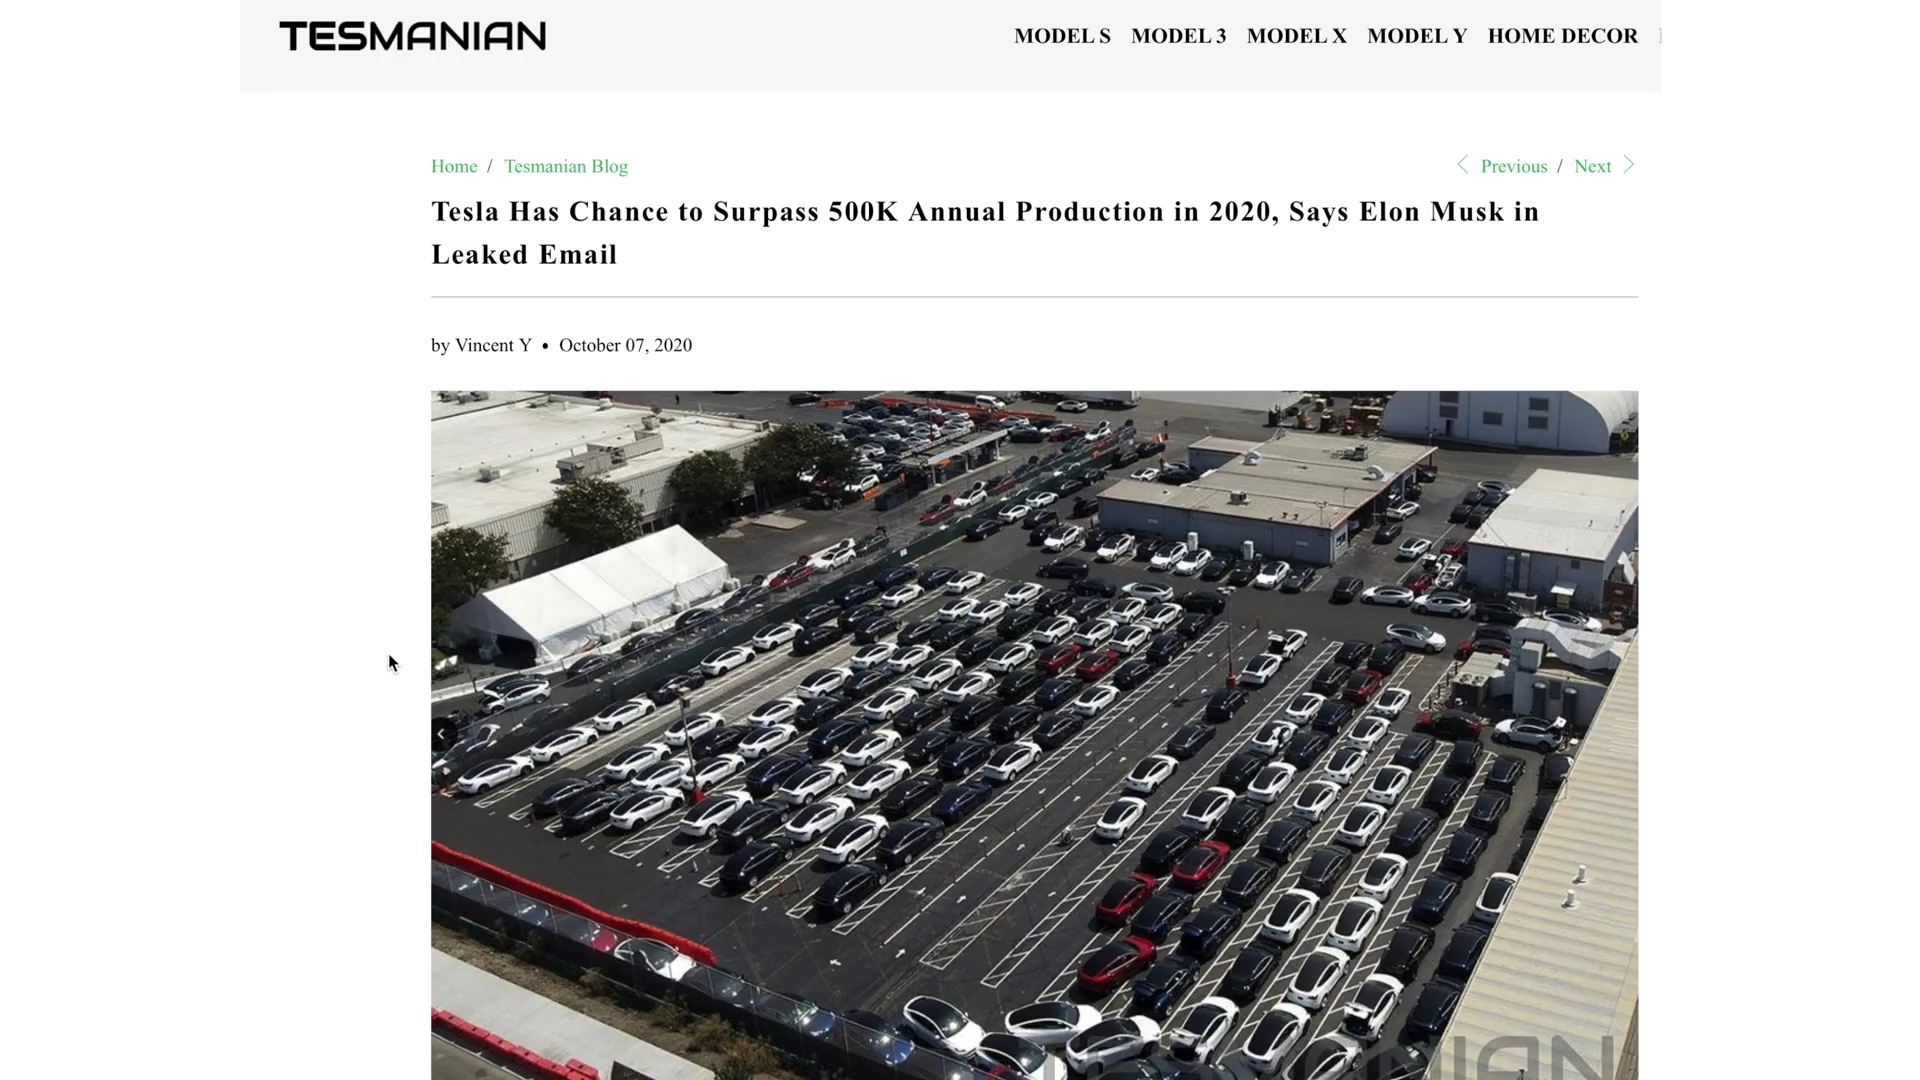 TESMANIAN
MODEL S MODEL 3 MODEL X MODEL Y HOME DECOR
Home / Tesmanian Blog
Previous / Next
Tesla Has Chance to Surpass 500K Annual Production in 2020, Says Elon Musk in
Leaked Email
by Vincent Y • October 07, 2020
TESMANIAN